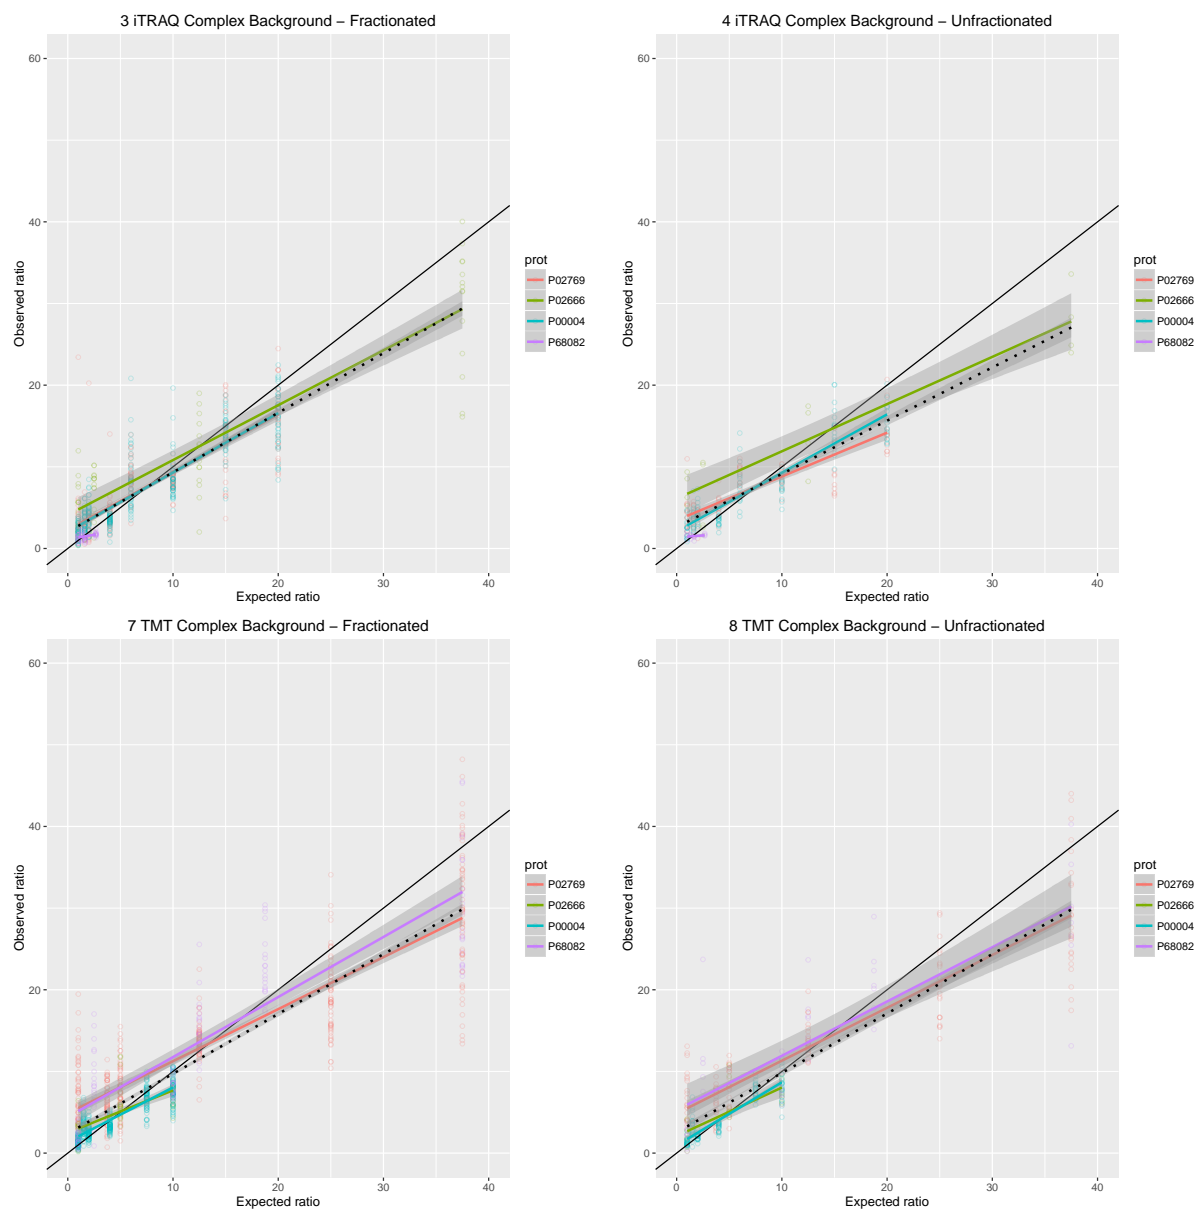 3 iTRAQ Complex Background − Fractionated
60
40
20
0
Observed ratio
0 10 20 30 40
Expected ratio
prot
P02769
P02666
P00004
P68082
4 iTRAQ Complex Background − Unfractionated
60
40
20
0
Observed ratio
0 10 20 30 40
Expected ratio
prot
P02769
P02666
P00004
P68082
7 TMT Complex Background − Fractionated
60
40
20
0
Observed ratio
0 10 20 30 40
Expected ratio
prot
P02769
P02666
P00004
P68082
8 TMT Complex Background − Unfractionated
60
40
20
0
Observed ratio
0 10 20 30 40
Expected ratio
prot
P02769
P02666
P00004
P68082